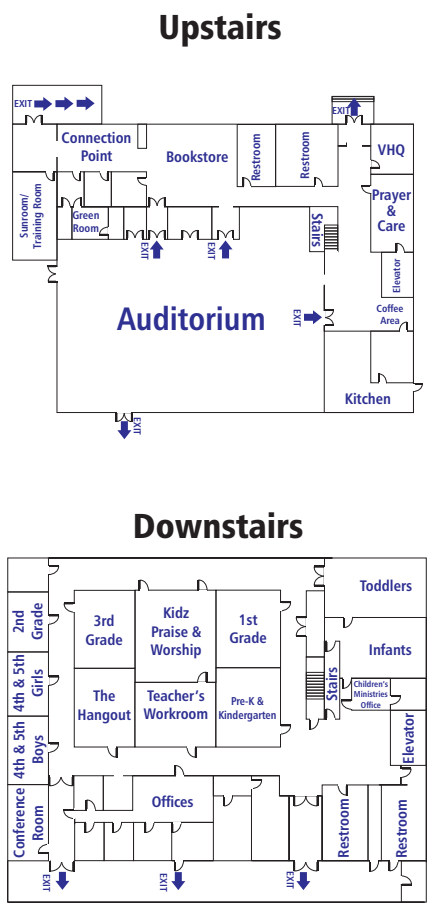 Upstairs
EXIT
EXIT
Connection
Point
Bookstore
Restroom
Restroom
VHQ
Sunroom/
Training Room
Green
Room
Stairs
Prayer
&
Care
EXIT
EXIT
Elevator
Auditorium
EXIT
Coffee
Area
Kitchen
EXIT
Downstairs
Toddlers
2nd
Grade
3rd
Grade
Kidz
Praise &
Worship
1st
Grade
Infants
4th & 5th
Girls
The
Hangout
Teacher's
Workroom
Pre-K &
Kindergarten
Stairs
Children's
Ministries
Office
4th & 5th
Boys
Elevator
Conference
Room
Offices
Restroom
Restroom
EXIT
EXIT
EXIT